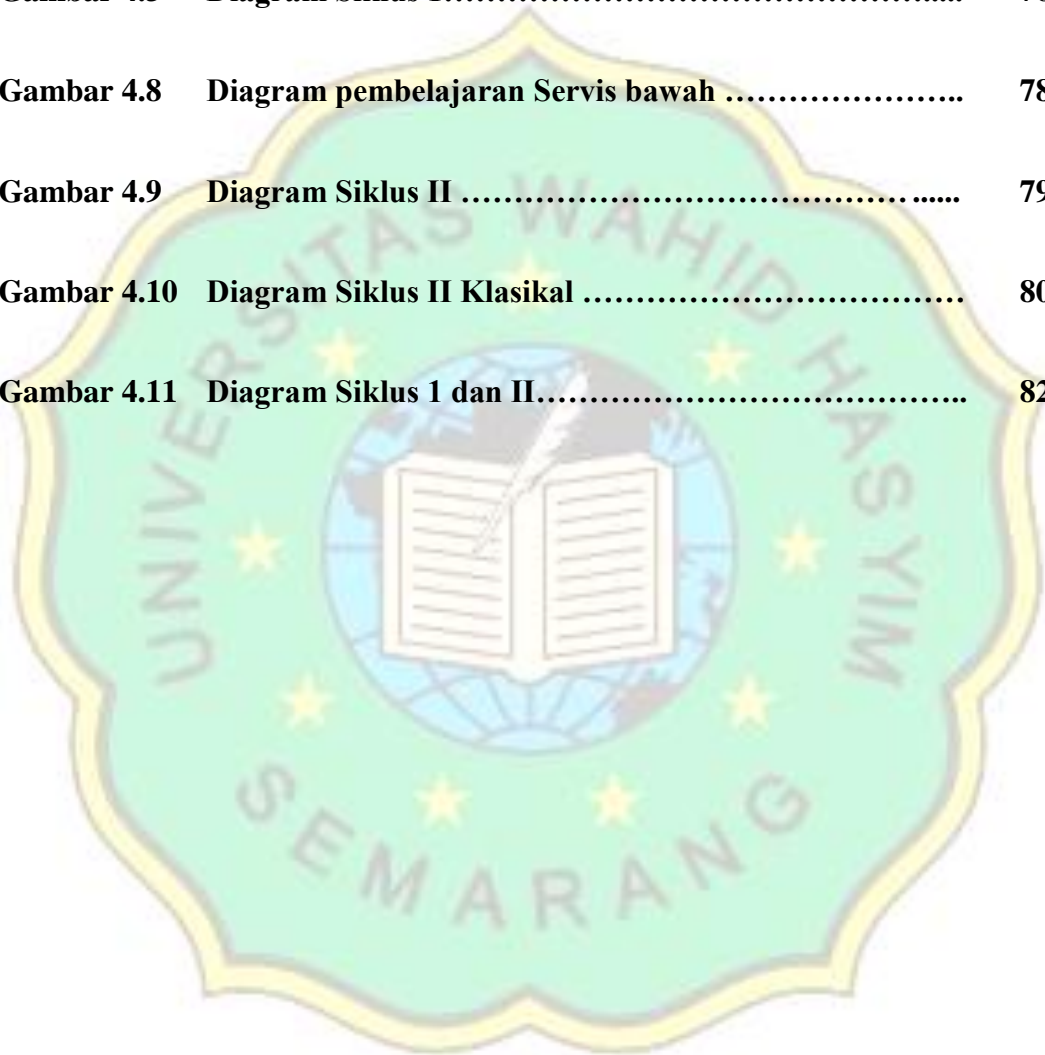 Gambar 4.8 Diagram pembelajaran Servis bawah ………………….. 78
Gambar 4.9 Diagram Siklus II …………………………………… ...... 79
Gambar 4.10 Diagram Siklus II Klasikal ……………………………… 80
Gambar 4.11 Diagram Siklus 1 dan II………………………………….. 82
UNIVERSITAS WAHID HASYIM
SEMARANG